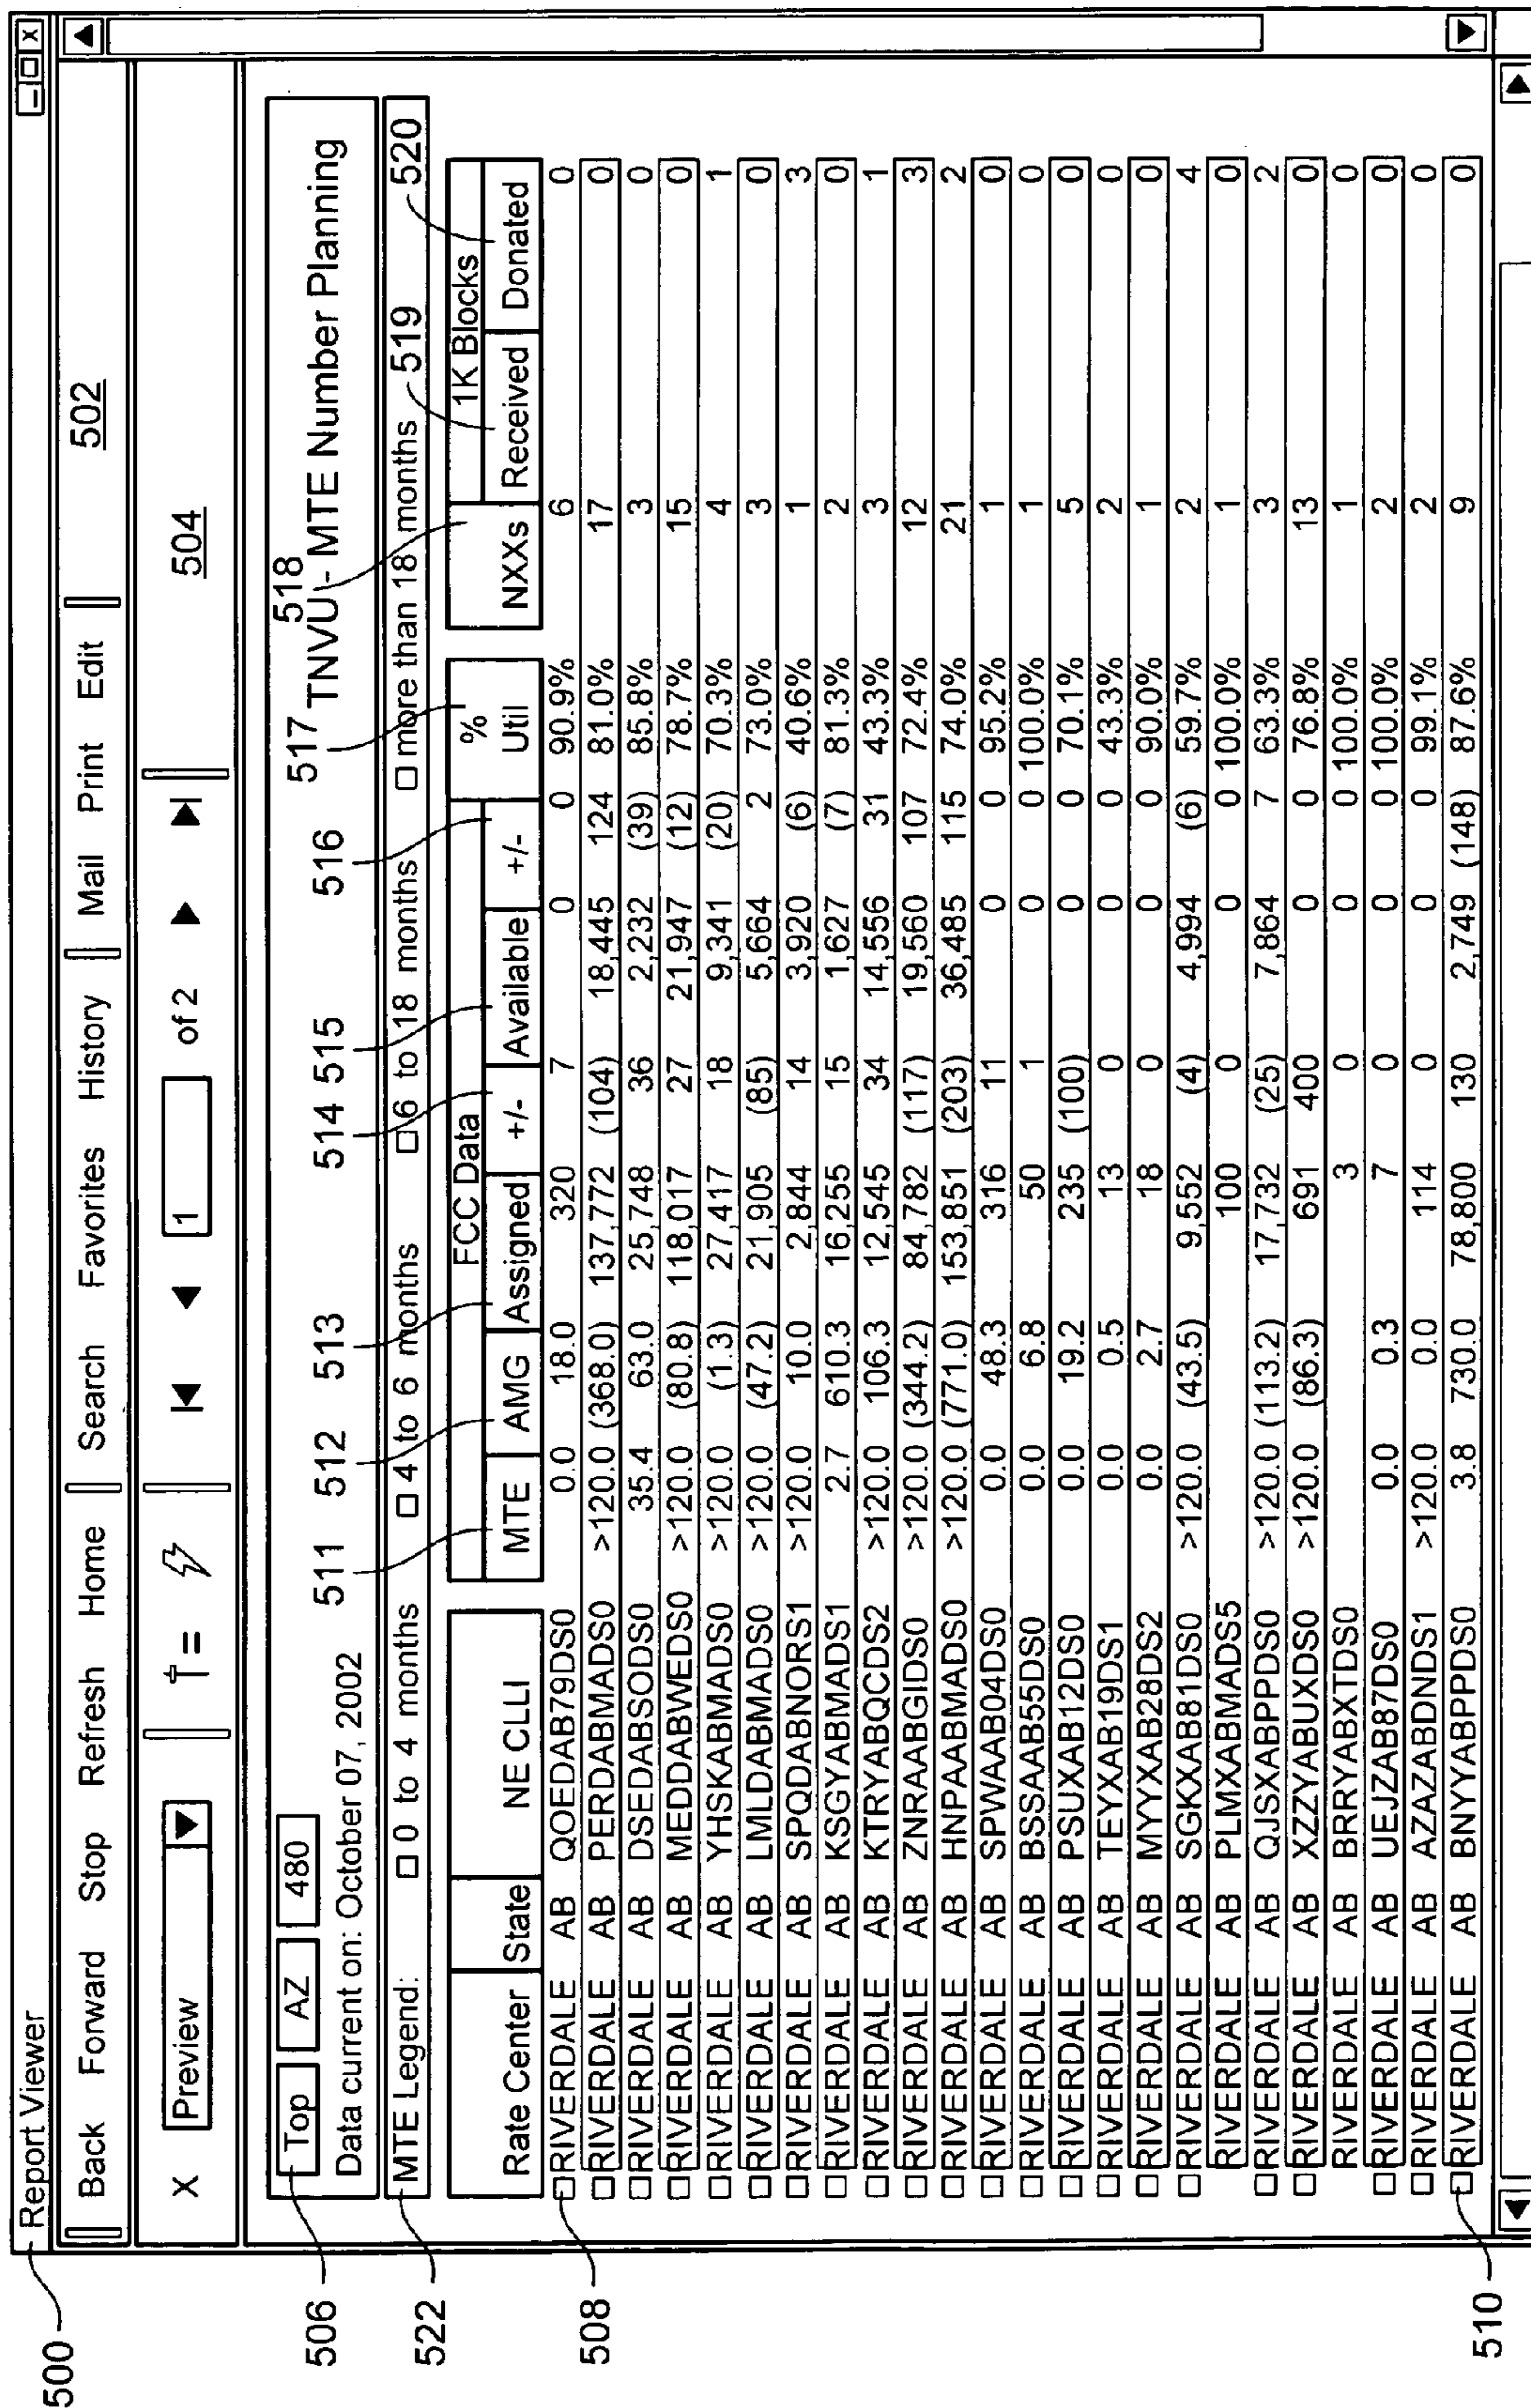 500
Report Viewer
_ □ x
Back Forward Stop Refresh Home Search Favorites History Mail Print Edit 502
X Preview 1 of 2 504
506
Top AZ 480
517 TNVU - MTE Number Planning
518
Data current on: October 07, 2002
511 512 513 514 515 516
522
MTE Legend: 0 to 4 months 4 to 6 months 6 to 18 months more than 18 months 519 520
FCC Data 1K Blocks
Rate Center State NE CLLI MTE AMG Assigned +/- Available +/- % Util NXXs Received Donated
508
RIVERDALE AB QOEDAB79DS0 0.0 18.0 320 7 0 0 90.9% 6 0
RIVERDALE AB PERDABMADS0 >120.0 (368.0) 137,772 (104) 18,445 124 81.0% 17 0
RIVERDALE AB DSEDABSODS0 35.4 63.0 25,748 36 2,232 (39) 85.8% 3 0
RIVERDALE AB MEDDABWEDS0 >120.0 (80.8) 118,017 27 21,947 (12) 78.7% 15 0
RIVERDALE AB YHSKABMADS0 >120.0 (1.3) 27,417 18 9,341 (20) 70.3% 4 1
RIVERDALE AB LMLDABMADS0 >120.0 (47.2) 21,905 (85) 5,664 2 73.0% 3 0
RIVERDALE AB SPQDABNORS1 >120.0 10.0 2,844 14 3,920 (6) 40.6% 1 3
RIVERDALE AB KSGYABMADS1 2.7 610.3 16,255 15 1,627 (7) 81.3% 2 0
RIVERDALE AB KTRYABQCDS2 >120.0 106.3 12,545 34 14,556 31 43.3% 3 1
RIVERDALE AB ZNRAABGIDS0 >120.0 (344.2) 84,782 (117) 19,560 107 72.4% 12 3
RIVERDALE AB HNPAABMADS0 >120.0 (771.0) 153,851 (203) 36,485 115 74.0% 21 2
RIVERDALE AB SPWAAB04DS0 0.0 48.3 316 11 0 0 95.2% 1 0
RIVERDALE AB BSSAAB55DS0 0.0 6.8 50 1 0 0 100.0% 1 0
RIVERDALE AB PSUXAB12DS0 0.0 19.2 235 (100) 0 0 70.1% 5 0
RIVERDALE AB TEYXAB19DS1 0.0 0.5 13 0 0 0 43.3% 2 0
RIVERDALE AB MYYXAB28DS2 0.0 2.7 18 0 0 0 90.0% 1 0
RIVERDALE AB SGKXAB81DS0 >120.0 (43.5) 9,552 (4) 4,994 (6) 59.7% 2 4
RIVERDALE AB PLMXABMADS5 100 0 0 0 100.0% 1 0
RIVERDALE AB QJSXABPPDS0 >120.0 (113.2) 17,732 (25) 7,864 7 63.3% 3 2
RIVERDALE AB XZZYABUXDS0 >120.0 (86.3) 691 400 0 0 76.8% 13 0
RIVERDALE AB BRRYABXTDS0 3 0 0 0 100.0% 1 0
RIVERDALE AB UEJZAB87DS0 0.0 0.3 7 0 0 0 100.0% 2 0
RIVERDALE AB AZAZABDNDS1 >120.0 0.0 114 0 0 0 99.1% 2 0
RIVERDALE AB BNYYABPPDS0 3.8 730.0 78,800 130 2,749 (148) 87.6% 9 0
510